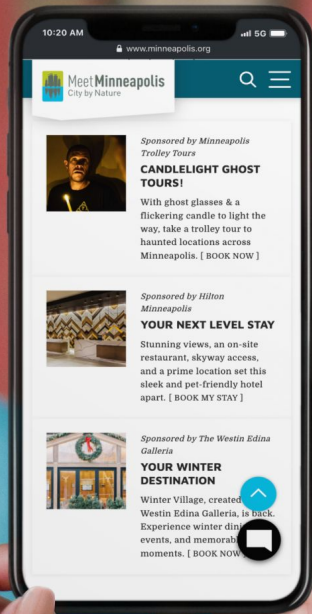 10:20 AM
5G
www.minneapolis.org
Meet Minneapolis
City by Nature
Sponsored by Minneapolis
Trolley Tours
CANDLELIGHT GHOST
TOURS!
With ghost glasses & a
flickering candle to light the
way, take a trolley tour to
haunted locations across
Minneapolis. [ BOOK NOW ]
Sponsored by Hilton
Minneapolis
YOUR NEXT LEVEL STAY
Stunning views, an on-site
restaurant, skyway access,
and a prime location set this
sleek and pet-friendly hotel
apart. [ BOOK MY STAY ]
Sponsored by The Westin Edina
Galleria
YOUR WINTER
DESTINATION
Winter Village, created
Westin Edina Galleria, is back.
Experience winter
events, and
moments. [ BOOK NOW